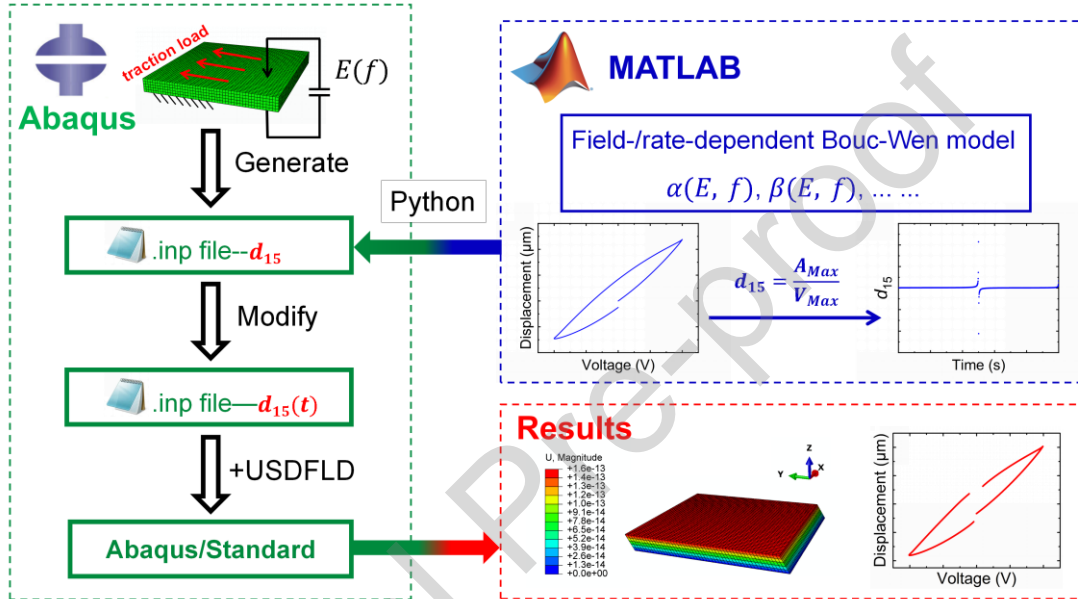 traction load
E(f)
Abaqus
Generate
.inp file--d₁₅
Modify
.inp file—d₁₅(t)
+USDFLD
Abaqus/Standard
Python
MATLAB
Field-/rate-dependent Bouc-Wen model
α(E, f), β(E, f), ... ...
Displacement (μm)
Voltage (V)
d₁₅ = A_Max / V_Max
d₁₅
Time (s)
Results
U, Magnitude
+1.6e-13
+1.4e-13
+1.3e-13
+1.2e-13
+1.0e-13
+9.1e-14
+7.8e-14
+6.5e-14
+5.2e-14
+3.9e-14
+2.6e-14
+1.3e-14
+0.0e+00
Z
Y
X
Displacement (μm)
Voltage (V)
l Pre-proof